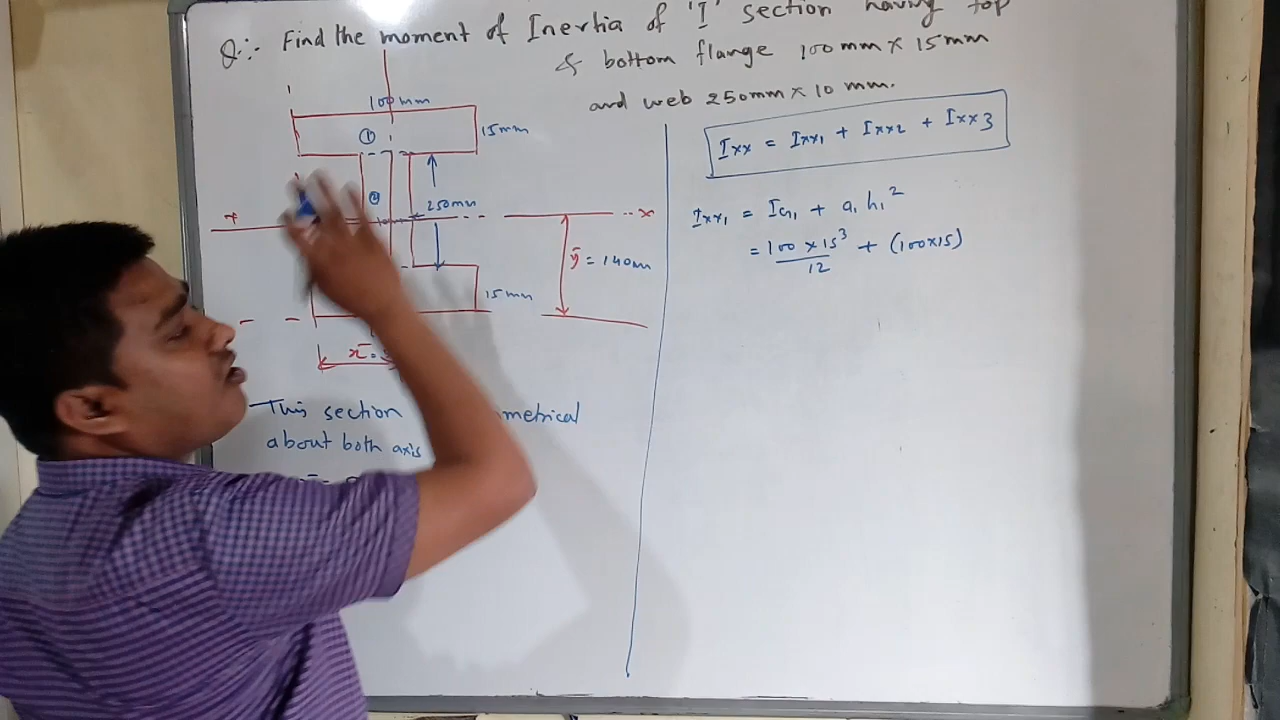 Q:- Find the moment of Inertia of 'I' section having top
& bottom flange 100mm x 15mm
and web 250mm x 10 mm.
100mm
①
15mm
②
250mm
x
x
ȳ = 140mm
15mm
x̄ =
This section metrical
about both axis
Ixx = Ixx1 + Ixx2 + Ixx3
Ixx1 = IG1 + a1 h1²
= 100 x 15³ / 12 + (100x15)